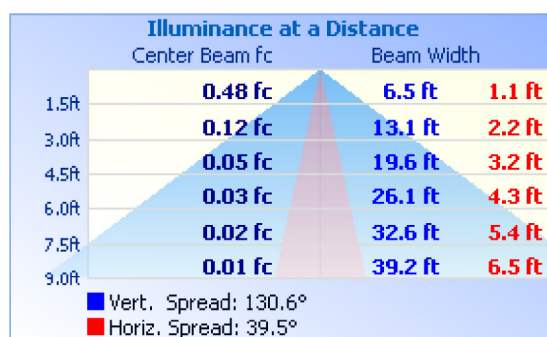 Illuminance at a Distance
Center Beam fc Beam Width
1.5ft 0.48 fc 6.5 ft 1.1 ft
3.0ft 0.12 fc 13.1 ft 2.2 ft
4.5ft 0.05 fc 19.6 ft 3.2 ft
6.0ft 0.03 fc 26.1 ft 4.3 ft
7.5ft 0.02 fc 32.6 ft 5.4 ft
9.0ft 0.01 fc 39.2 ft 6.5 ft
Vert. Spread: 130.6°
Horiz. Spread: 39.5°